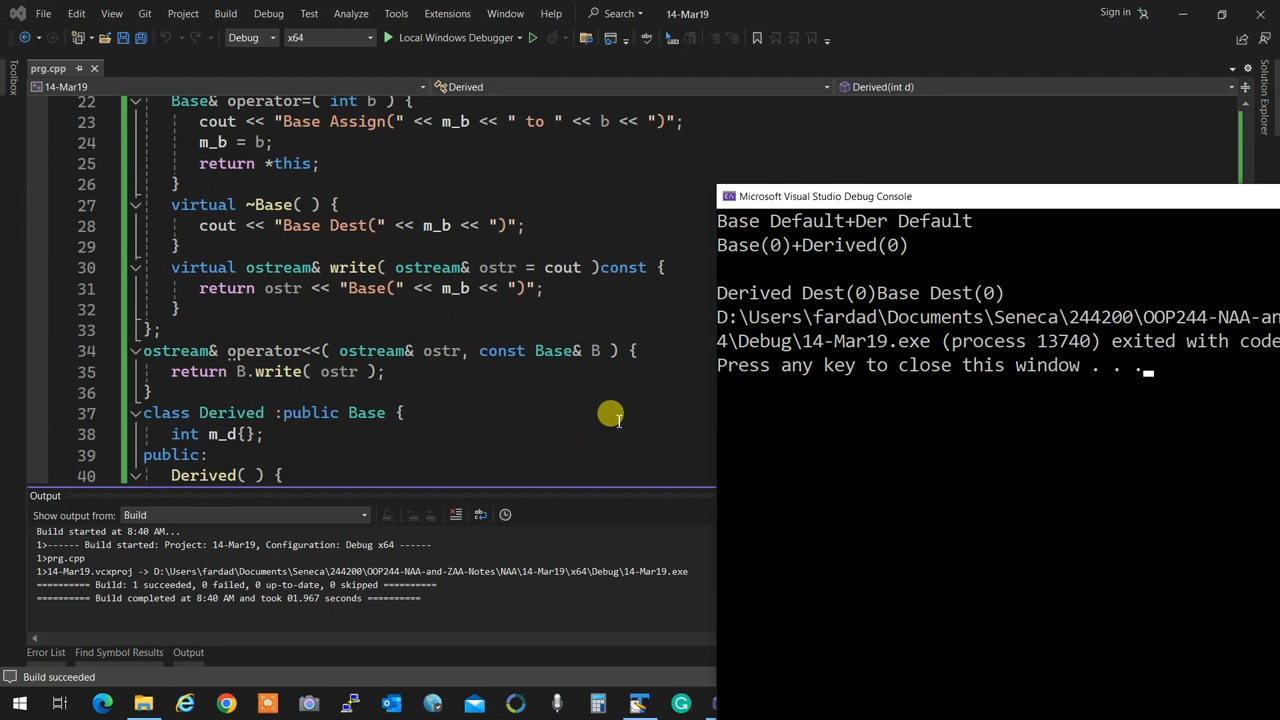 File Edit View Git Project Build Debug Test Analyze Tools Extensions Window Help Search 14-Mar19 Sign in
Debug x64 Local Windows Debugger
prg.cpp
14-Mar19 Derived Derived(int d)
Toolbox
Solution Explorer
22 Base& operator=( int b ) {
23 cout << "Base Assign(" << m_b << " to " << b << ")";
24 m_b = b;
25 return *this;
26 }
27 virtual ~Base( ) {
28 cout << "Base Dest(" << m_b << ")";
29 }
30 virtual ostream& write( ostream& ostr = cout )const {
31 return ostr << "Base(" << m_b << ")";
32 }
33 };
34 ostream& operator<<( ostream& ostr, const Base& B ) {
35 return B.write( ostr );
36 }
37 class Derived :public Base {
38 int m_d{};
39 public:
40 Derived( ) {
Microsoft Visual Studio Debug Console
Base Default+Der Default
Base(0)+Derived(0)
Derived Dest(0)Base Dest(0)
D:\Users\fardad\Documents\Seneca\244200\OOP244-NAA-an
4\Debug\14-Mar19.exe (process 13740) exited with code
Press any key to close this window . . .
Output
Show output from: Build
Build started at 8:40 AM...
1>------ Build started: Project: 14-Mar19, Configuration: Debug x64 ------
1>prg.cpp
1>14-Mar19.vcxproj -> D:\Users\fardad\Documents\Seneca\244200\OOP244-NAA-and-ZAA-Notes\NAA\14-Mar19\x64\Debug\14-Mar19.exe
========== Build: 1 succeeded, 0 failed, 0 up-to-date, 0 skipped ==========
========== Build completed at 8:40 AM and took 01.967 seconds ==========
Error List Find Symbol Results Output
Build succeeded